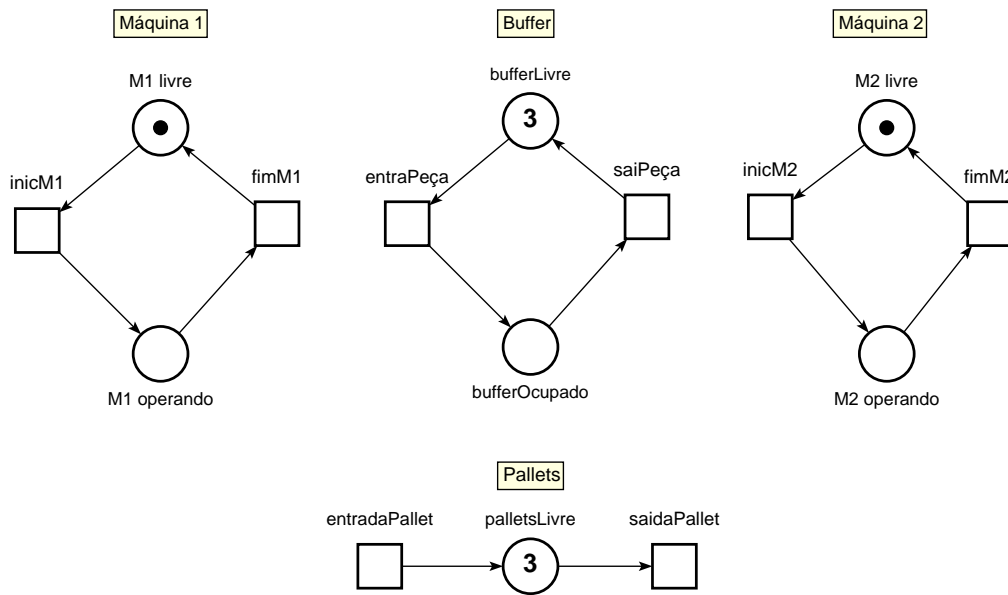 Máquina 1
Buffer
Máquina 2
M1 livre
bufferLivre
M2 livre
3
inicM1
fimM1
entraPeça
saiPeça
inicM2
fimM2
M1 operando
bufferOcupado
M2 operando
Pallets
entradaPallet
palletsLivre
saidaPallet
3